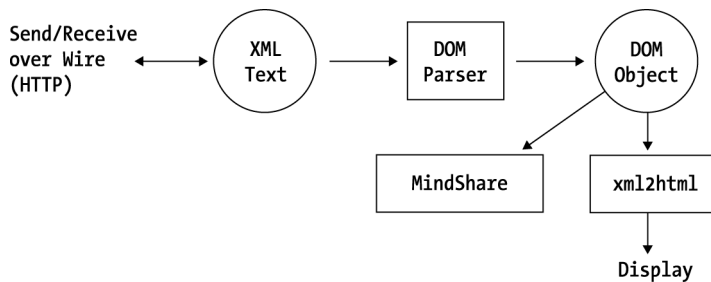 Send/Receive
over Wire
(HTTP)
XML
Text
DOM
Parser
DOM
Object
MindShare
xml2html
Display